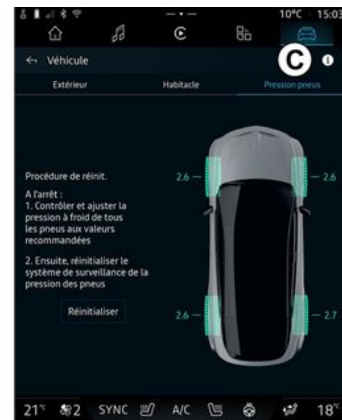 10°C 15:03
Véhicule
C
Extérieur Habitacle Pression pneus
2.6 2.6
Procédure de réinit.
A l'arrêt :
1. Contrôler et ajuster la
pression à froid de tous
les pneus aux valeurs
recommandées
2. Ensuite, réinitialiser le
système de surveillance de la
pression des pneus
Réinitialiser
2.6 2.7
21° 2 SYNC A/C 18°